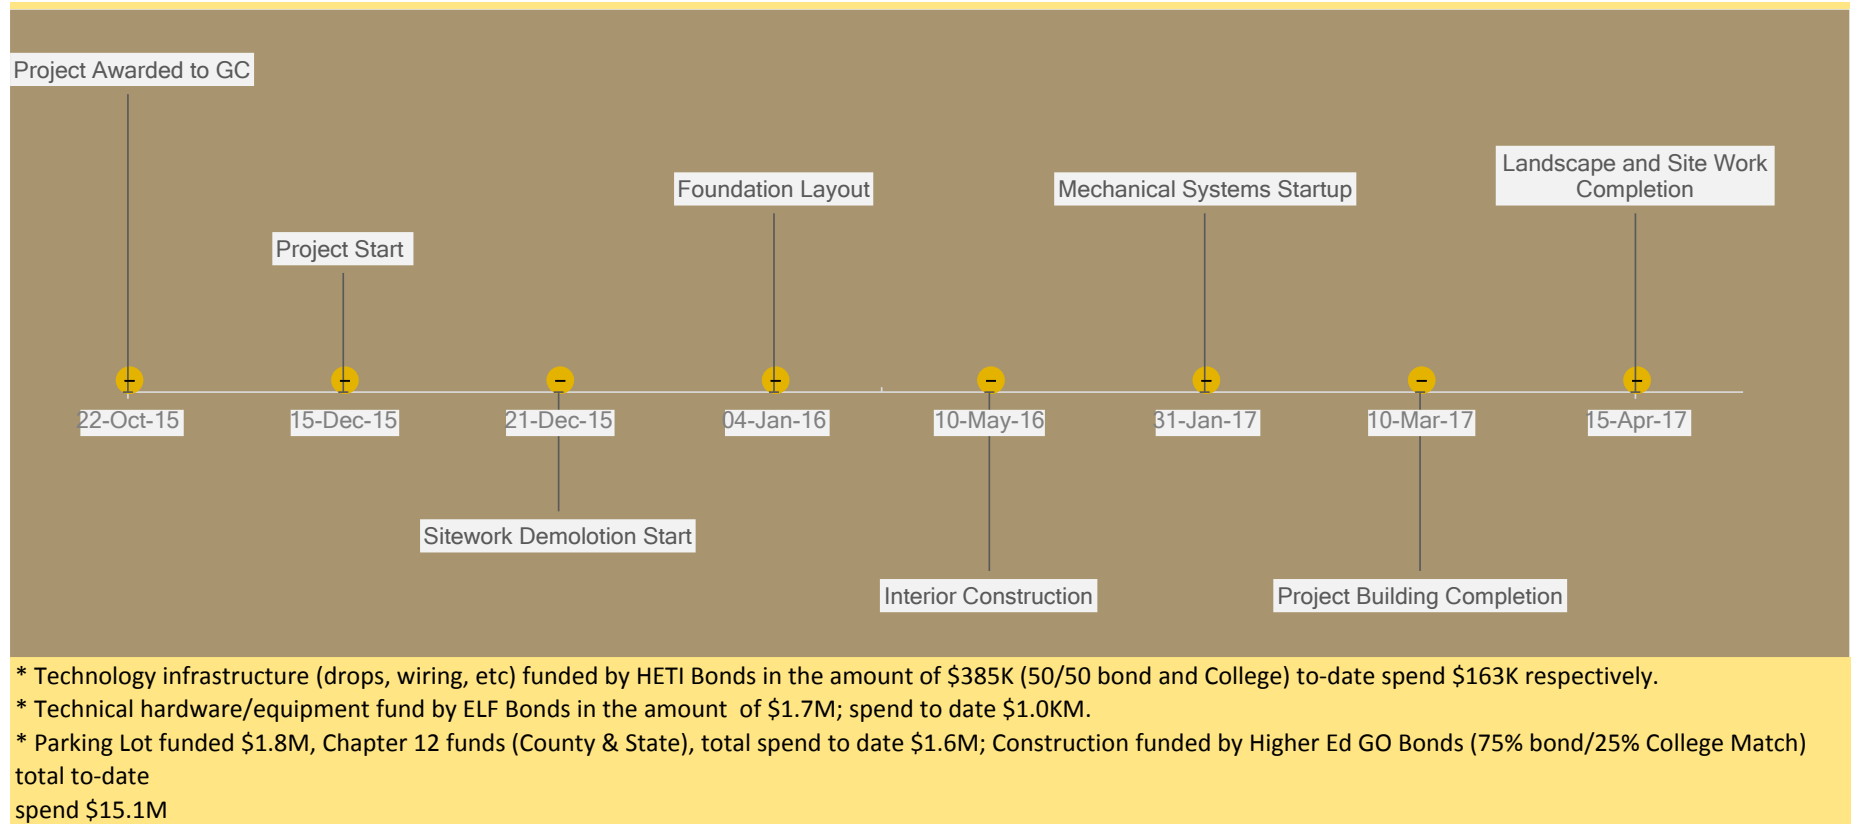 Project Awarded to GC
Landscape and Site Work
Completion
Foundation Layout
Mechanical Systems Startup
Project Start
22-Oct-15
15-Dec-15
21-Dec-15
04-Jan-16
10-May-16
31-Jan-17
10-Mar-17
15-Apr-17
Sitework Demolotion Start
Interior Construction
Project Building Completion
* Technology infrastructure (drops, wiring, etc) funded by HETI Bonds in the amount of $385K (50/50 bond and College) to-date spend $163K respectively.
* Technical hardware/equipment fund by ELF Bonds in the amount  of $1.7M; spend to date $1.0KM.
* Parking Lot funded $1.8M, Chapter 12 funds (County & State), total spend to date $1.6M; Construction funded by Higher Ed GO Bonds (75% bond/25% College Match)
total to-date
spend $15.1M